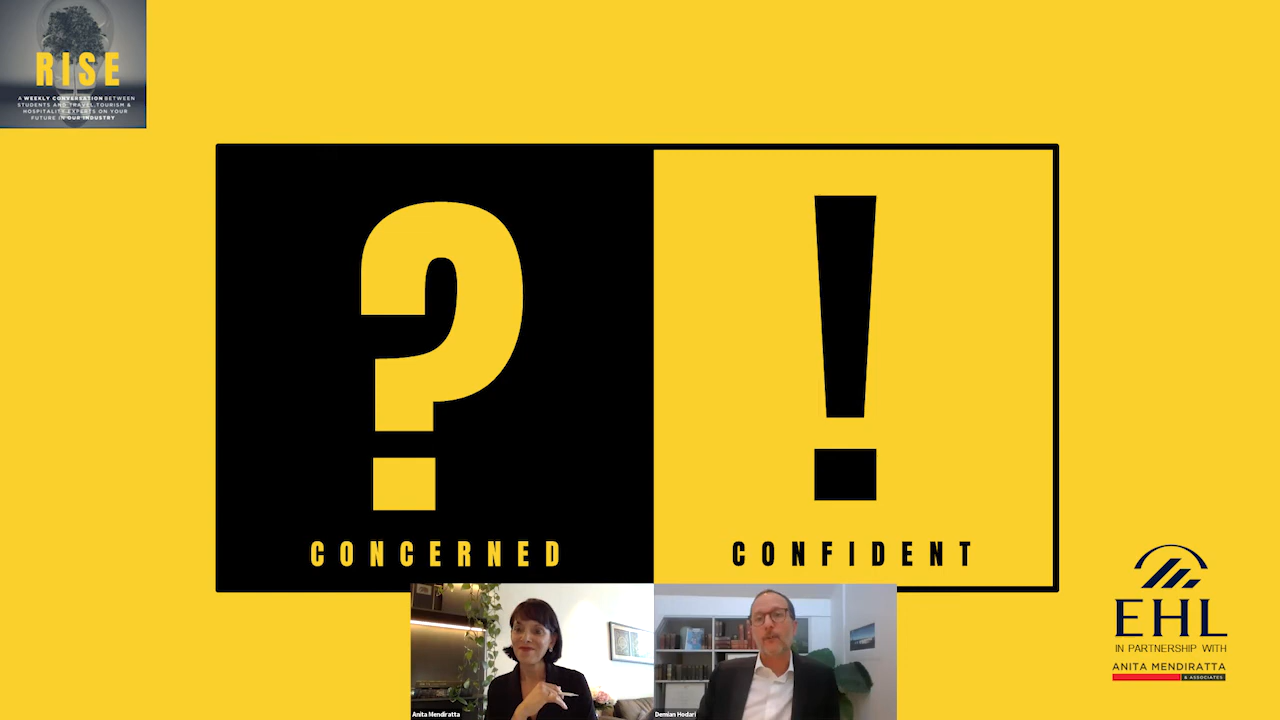 RISE
A WEEKLY CONVERSATION BETWEEN
STUDENTS AND TRAVEL, TOURISM &
HOSPITALITY EXPERTS ON YOUR
FUTURE IN OUR INDUSTRY
?
!
CONCERNED
CONFIDENT
Anita Mendiratta
Demian Hodari
EHL
IN PARTNERSHIP WITH
ANITA MENDIRATTA
& ASSOCIATES